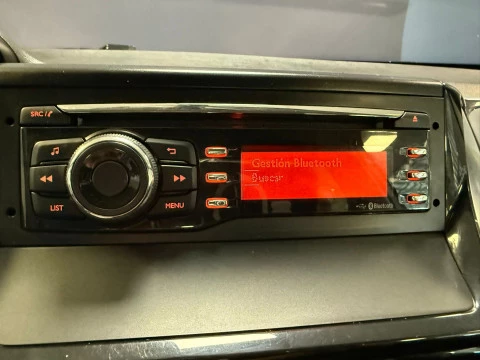 SRC/
Gestión Bluetooth
Buscar
LIST
MENU
Bluetooth